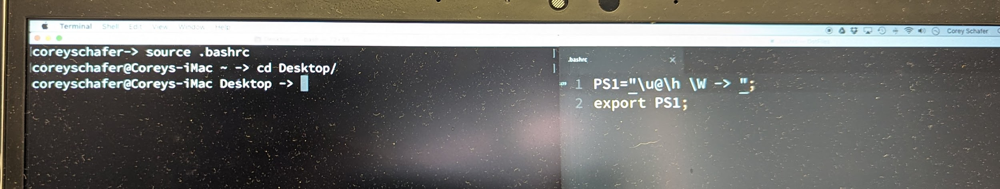 Terminal Shell Edit View Window Help
Corey Schafer
coreyschafer-> source .bashrc
coreyschafer@Coreys-iMac ~ -> cd Desktop/
coreyschafer@Coreys-iMac Desktop ->
.bashrc
1 PS1="\u@\h \W -> ";
2 export PS1;